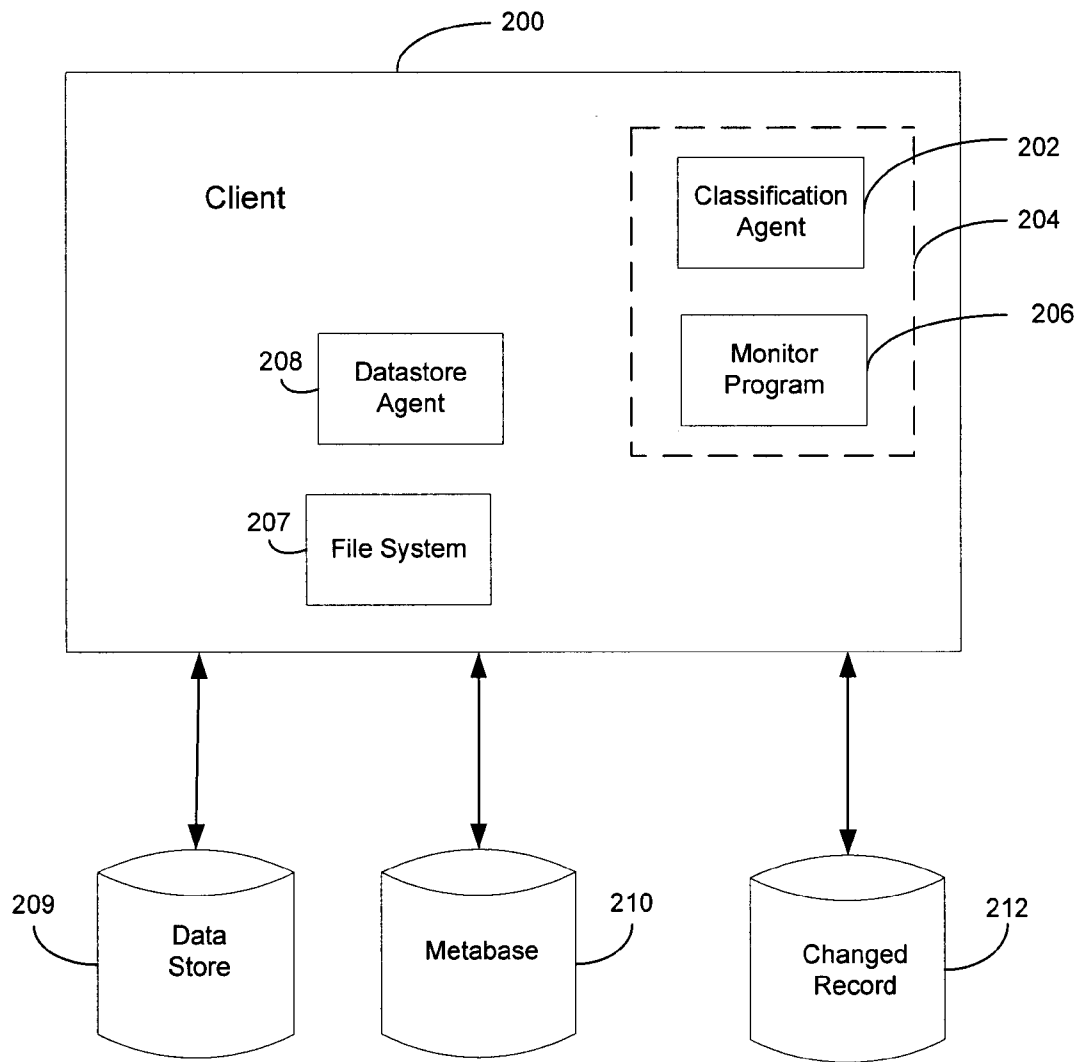 200
202
Client
Classification
Agent
204
206
Monitor
Program
208
Datastore
Agent
207
File System
209
Data
Store
Metabase
210
Changed
Record
212